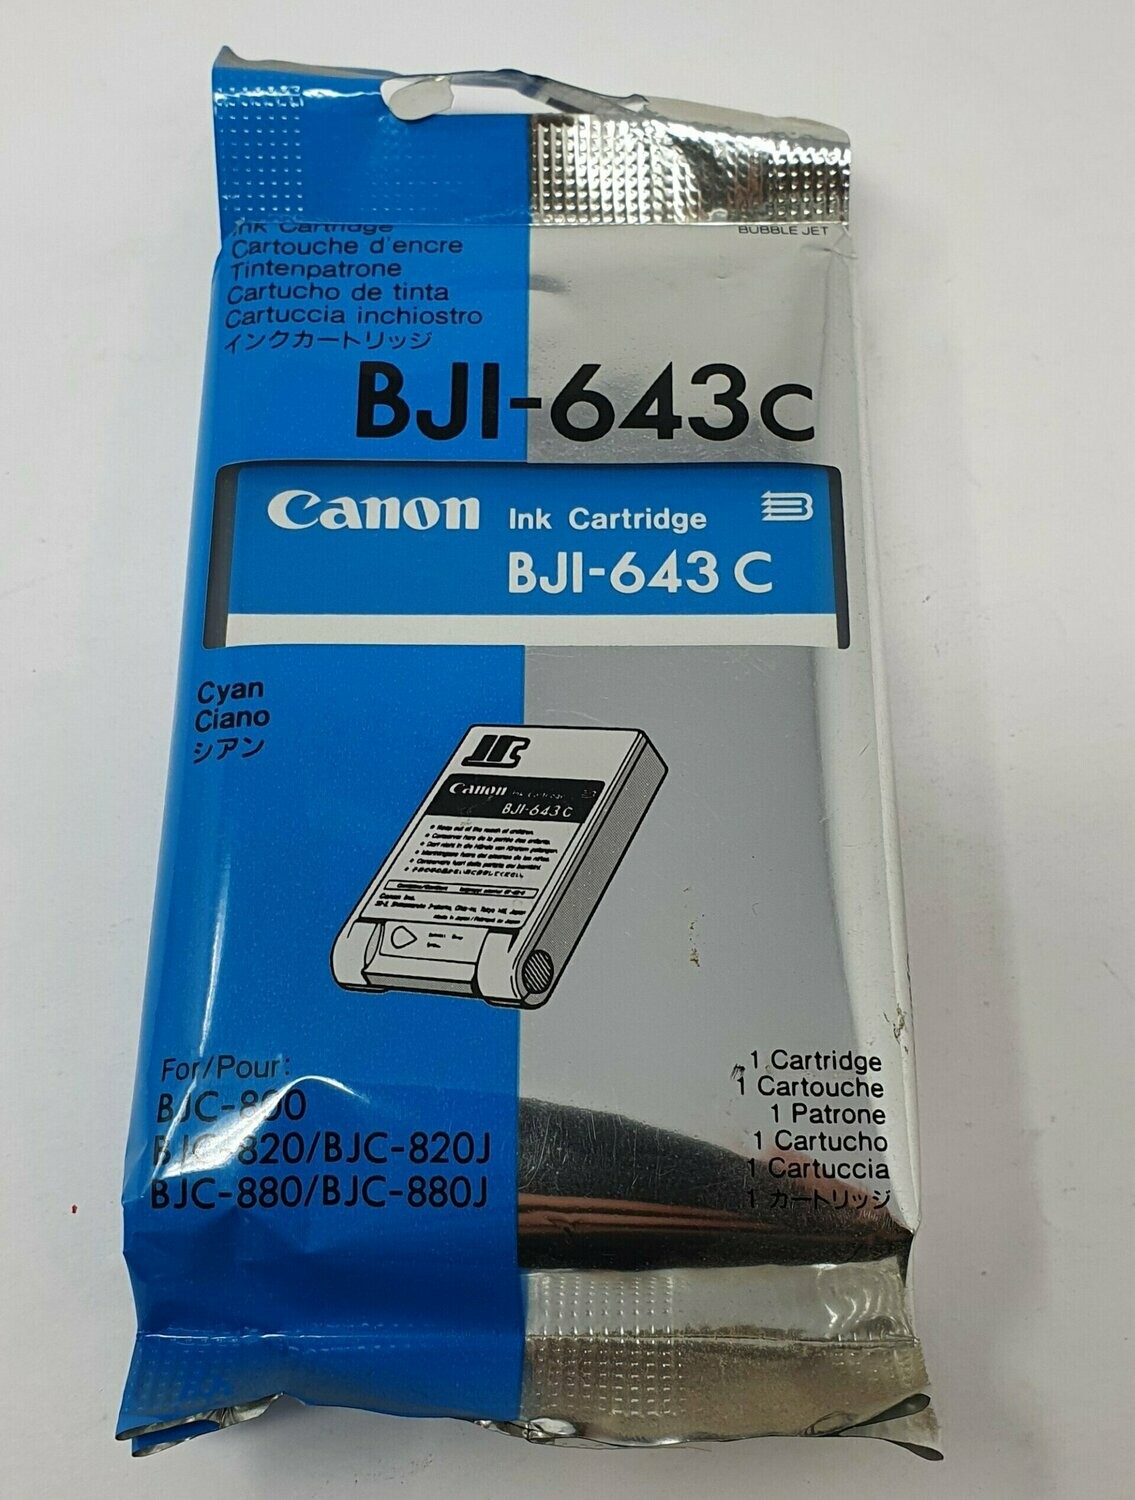 Ink Cartridge
Cartouche d'encre
Tintenpatrone
Cartucho de tinta
Cartuccia inchiostro
インクカートリッジ
BUBBLE JET
BJI-643c
Canon Ink Cartridge
BJI-643 C
Cyan
Ciano
シアン
Canon
BJI-643 C
Canon Inc.
For/Pour:
BJC-800
BJC-820/BJC-820J
BJC-880/BJC-880J
1 Cartridge
1 Cartouche
1 Patrone
1 Cartucho
1 Cartuccia
1 カートリッジ